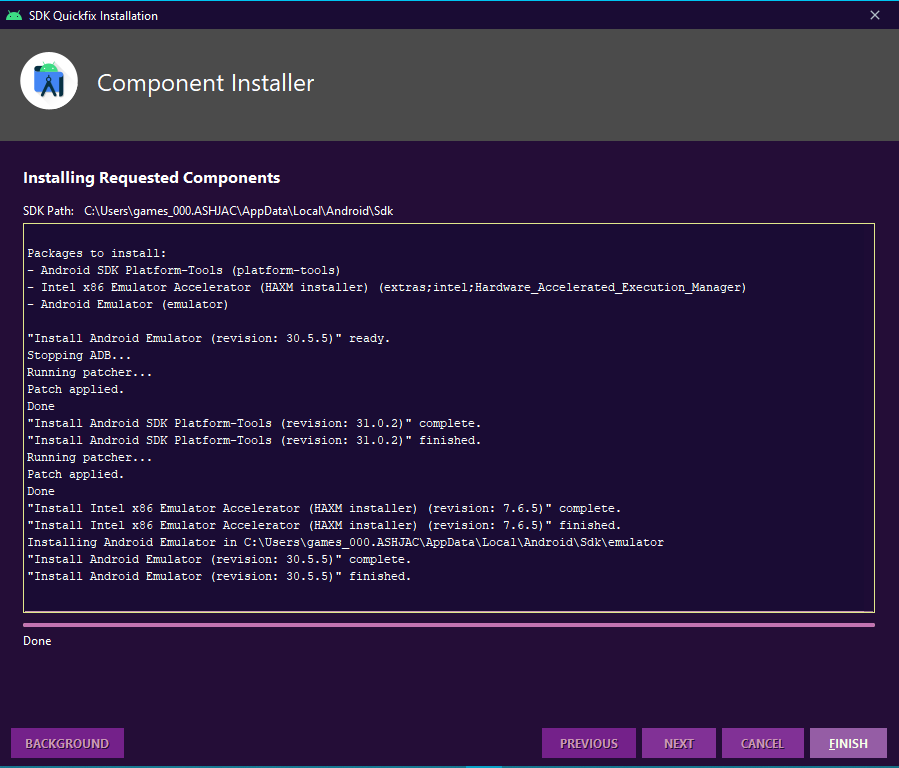 SDK Quickfix Installation
Component Installer
Installing Requested Components
SDK Path: C:\Users\games_000.ASHJAC\AppData\Local\Android\Sdk
Packages to install:
- Android SDK Platform-Tools (platform-tools)
- Intel x86 Emulator Accelerator (HAXM installer) (extras;intel;Hardware_Accelerated_Execution_Manager)
- Android Emulator (emulator)
"Install Android Emulator (revision: 30.5.5)" ready.
Stopping ADB...
Running patcher...
Patch applied.
Done
"Install Android SDK Platform-Tools (revision: 31.0.2)" complete.
"Install Android SDK Platform-Tools (revision: 31.0.2)" finished.
Running patcher...
Patch applied.
Done
"Install Intel x86 Emulator Accelerator (HAXM installer) (revision: 7.6.5)" complete.
"Install Intel x86 Emulator Accelerator (HAXM installer) (revision: 7.6.5)" finished.
Installing Android Emulator in C:\Users\games_000.ASHJAC\AppData\Local\Android\Sdk\emulator
"Install Android Emulator (revision: 30.5.5)" complete.
"Install Android Emulator (revision: 30.5.5)" finished.
Done
BACKGROUND PREVIOUS NEXT CANCEL FINISH